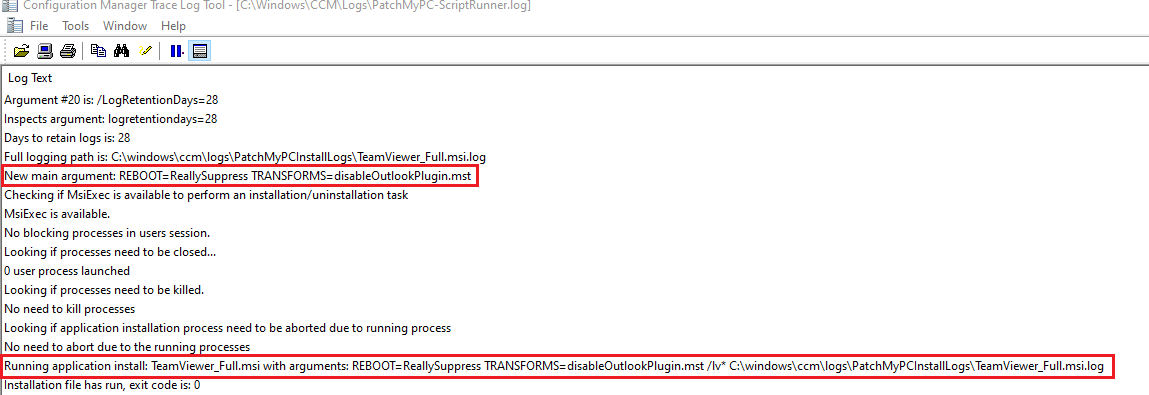 Configuration Manager Trace Log Tool - [C:\Windows\CCM\Logs\PatchMyPC-ScriptRunner.log]
File Tools Window Help
Log Text
Argument #20 is: /LogRetentionDays=28
Inspects argument: logretentiondays=28
Days to retain logs is: 28
Full logging path is: C:\windows\ccm\logs\PatchMyPCInstallLogs\TeamViewer_Full.msi.log
New main argument: REBOOT=ReallySuppress TRANSFORMS=disableOutlookPlugin.mst
Checking if MsiExec is available to perform an installation/uninstallation task
MsiExec is available.
No blocking processes in users session.
Looking if processes need to be closed...
0 user process launched
Looking if processes need to be killed.
No need to kill processes
Looking if application installation process need to be aborted due to running process
No need to abort due to the running processes
Running application install: TeamViewer_Full.msi with arguments: REBOOT=ReallySuppress TRANSFORMS=disableOutlookPlugin.mst /lv* C:\windows\ccm\logs\PatchMyPCInstallLogs\TeamViewer_Full.msi.log
Installation file has run, exit code is: 0